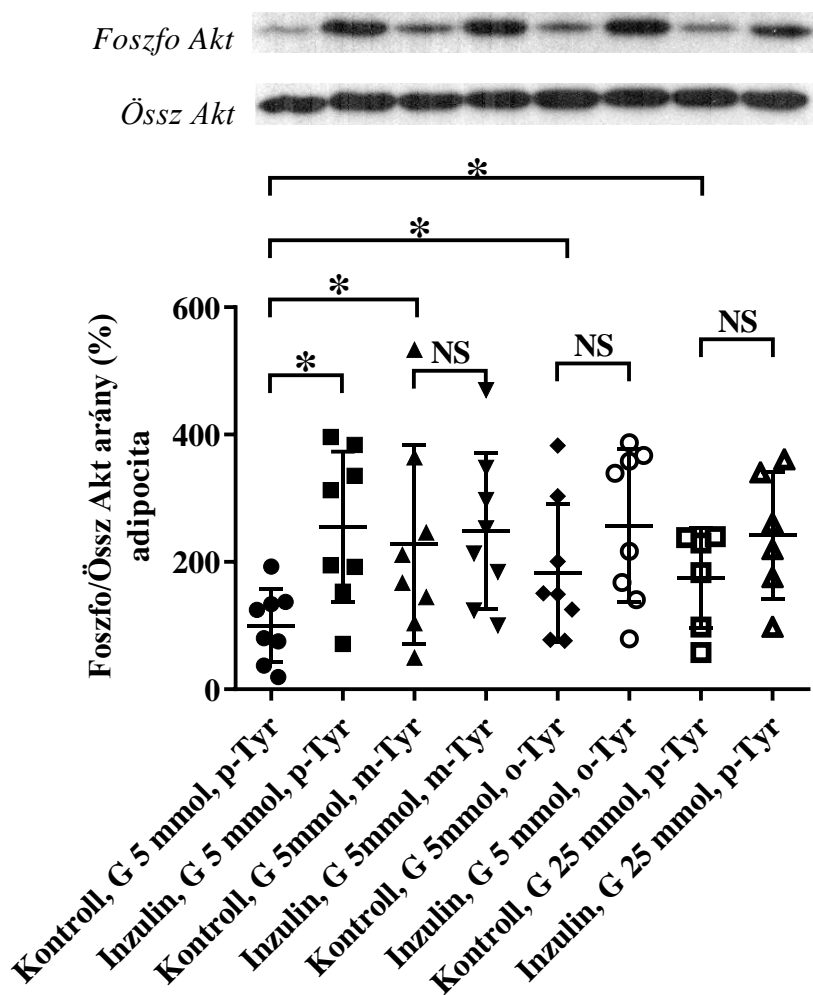 Foszfo Akt
Össz Akt
*
*
*
*
NS
NS
NS
Foszfo/Össz Akt arány (%)
adipocita
600
400
200
0
Kontroll, G 5 mmol, p-Tyr
Inzulin, G 5 mmol, p-Tyr
Kontroll, G 5mmol, m-Tyr
Inzulin, G 5mmol, m-Tyr
Kontroll, G 5mmol, o-Tyr
Inzulin, G 5 mmol, o-Tyr
Kontroll, G 25 mmol, p-Tyr
Inzulin, G 25 mmol, p-Tyr